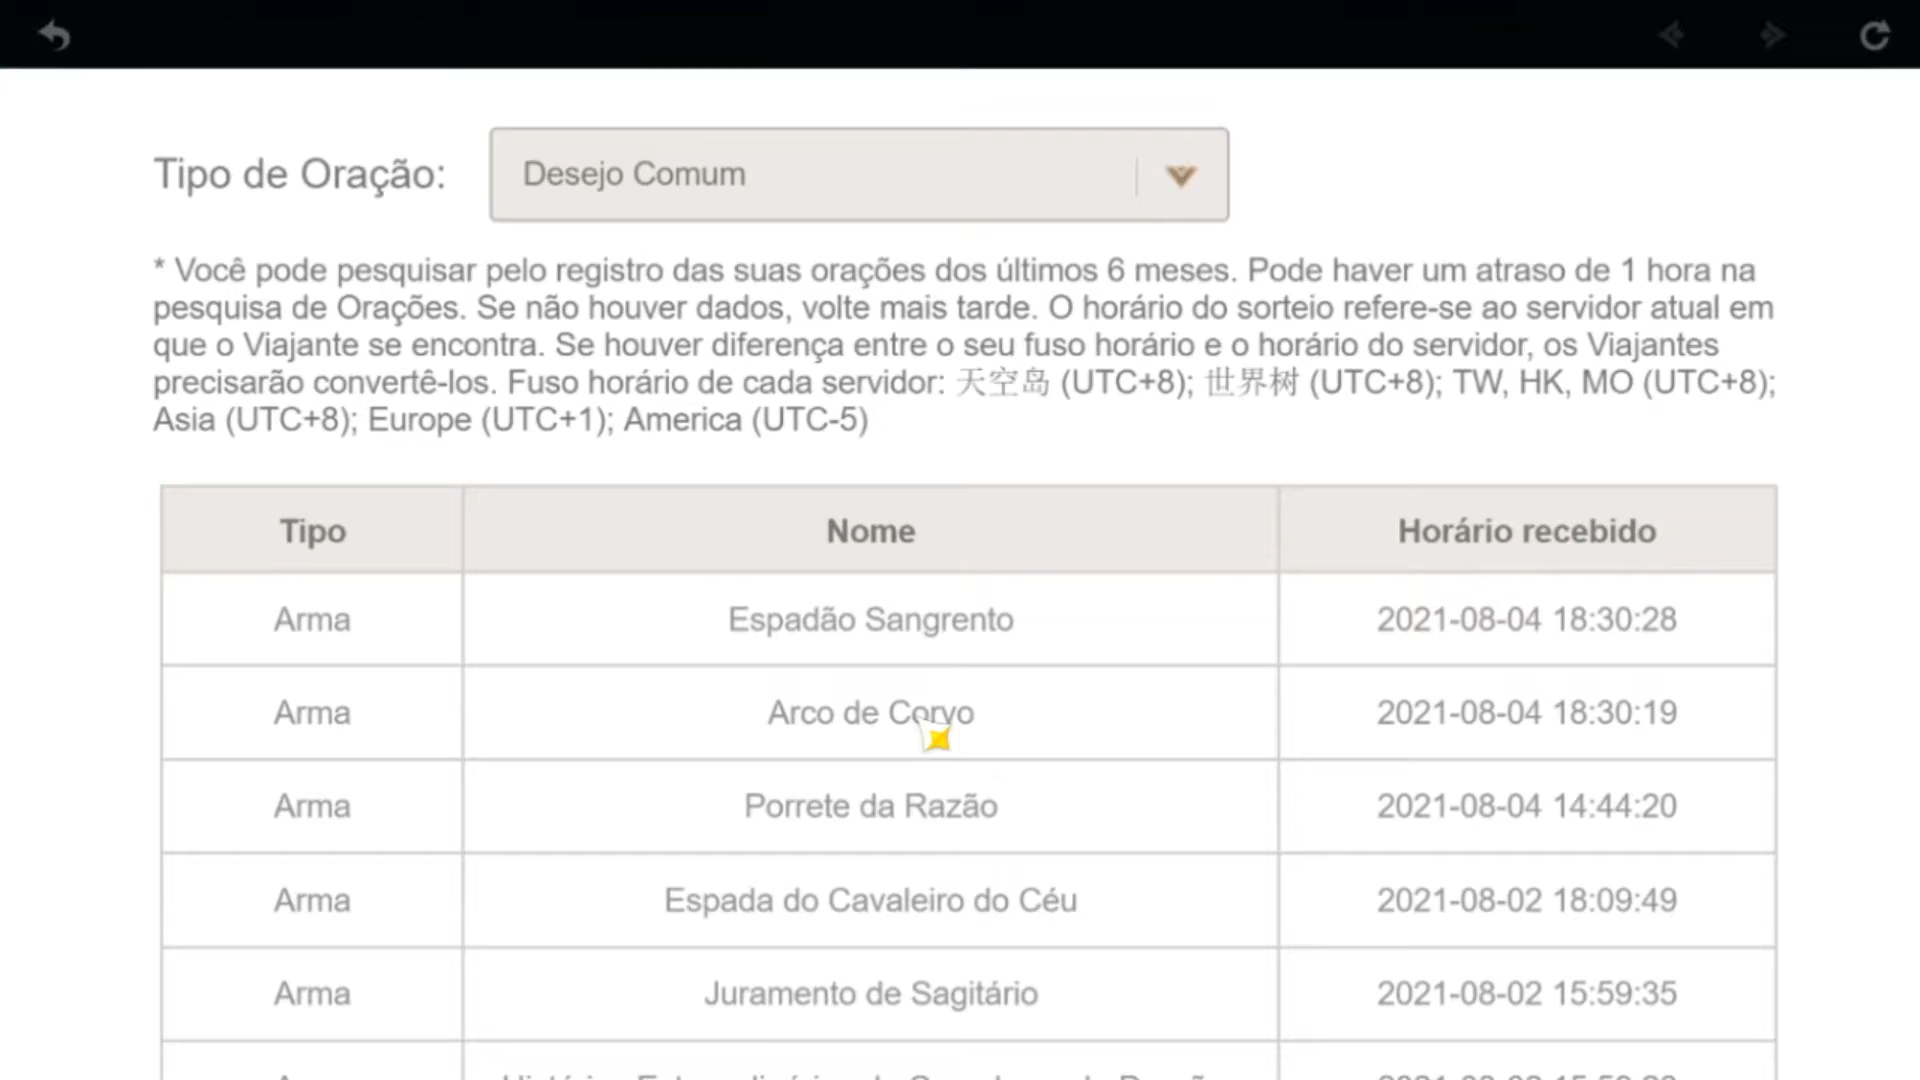 Tipo de Oração:
Desejo Comum
* Você pode pesquisar pelo registro das suas orações dos últimos 6 meses. Pode haver um atraso de 1 hora na
pesquisa de Orações. Se não houver dados, volte mais tarde. O horário do sorteio refere-se ao servidor atual em
que o Viajante se encontra. Se houver diferença entre o seu fuso horário e o horário do servidor, os Viajantes
precisarão convertê-los. Fuso horário de cada servidor: 天空岛 (UTC+8); 世界树 (UTC+8); TW, HK, MO (UTC+8);
Asia (UTC+8); Europe (UTC+1); America (UTC-5)
Tipo Nome Horário recebido
Arma Espadão Sangrento 2021-08-04 18:30:28
Arma Arco de Corvo 2021-08-04 18:30:19
Arma Porrete da Razão 2021-08-04 14:44:20
Arma Espada do Cavaleiro do Céu 2021-08-02 18:09:49
Arma Juramento de Sagitário 2021-08-02 15:59:35